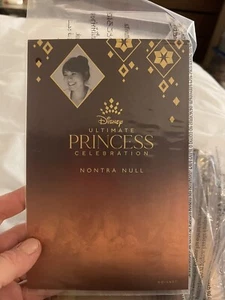 Disney
ULTIMATE
PRINCESS
CELEBRATION
NONTRA NULL